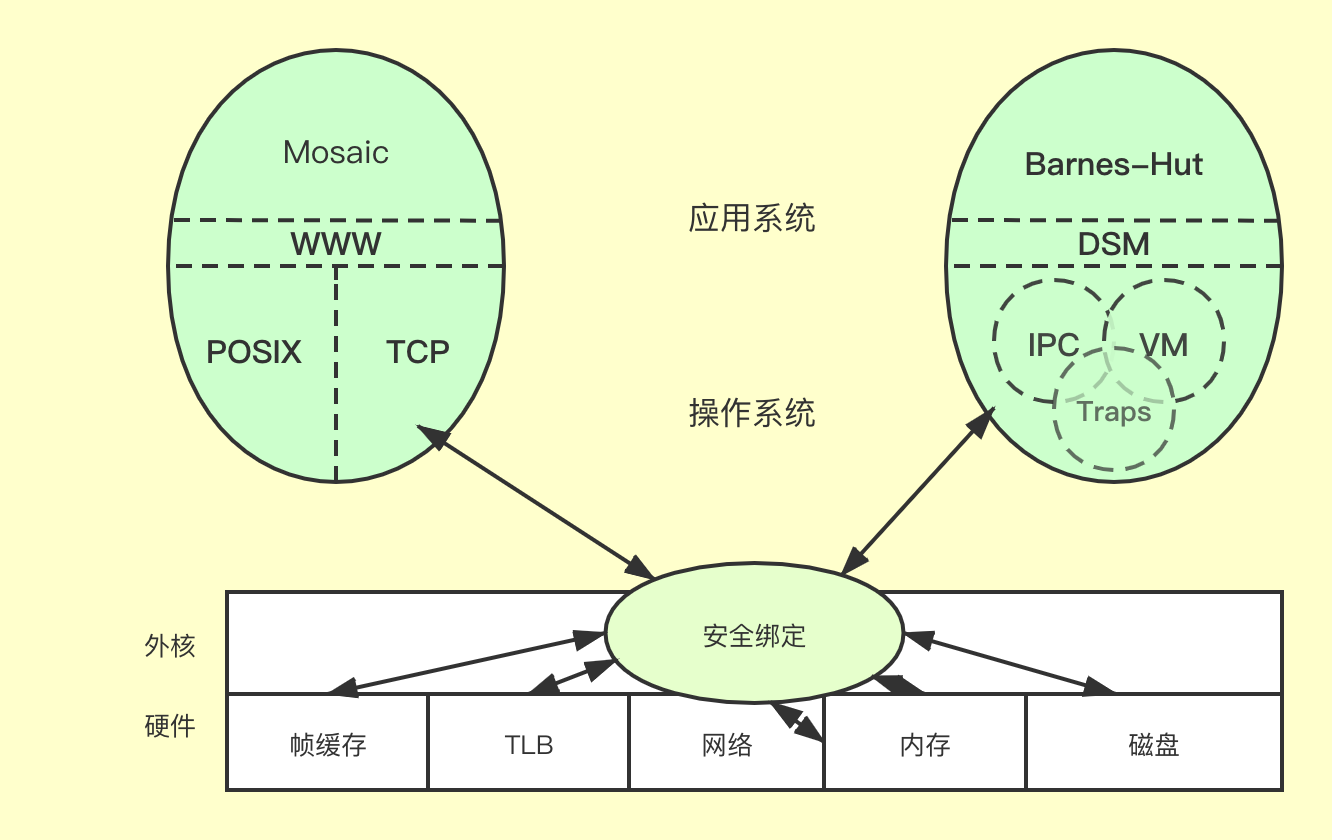 Mosaic
Barnes–Hut
应用系统
WWW
DSM
POSIX
TCP
IPC
VM
Traps
操作系统
安全绑定
外核
硬件
帧缓存
TLB
网络
内存
磁盘